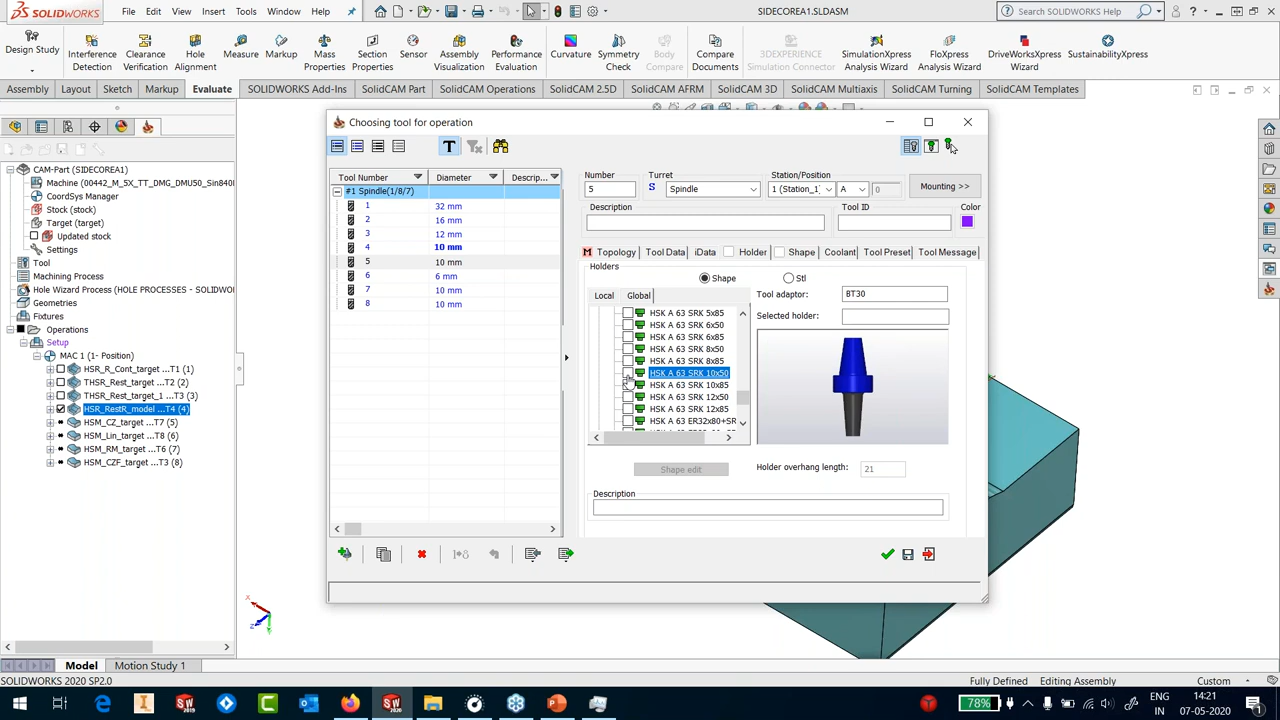 SOLIDWORKS
File
Edit
View
Insert
Tools
Window
Help
SIDECOREA1.SLDASM
Search SOLIDWORKS Help
Design Study
Interference Detection
Clearance Verification
Hole Alignment
Measure
Markup
Mass Properties
Section Properties
Sensor
Assembly Visualization
Performance Evaluation
Curvature
Symmetry Check
Body Compare
Compare Documents
3DEXPERIENCE Simulation Connector
SimulationXpress Analysis Wizard
FloXpress Analysis Wizard
DriveWorksXpress Wizard
SustainabilityXpress
Assembly
Layout
Sketch
Markup
Evaluate
SOLIDWORKS Add-Ins
SolidCAM Part
SolidCAM Operations
SolidCAM 2.5D
SolidCAM AFRM
SolidCAM 3D
SolidCAM Multiaxis
SolidCAM Turning
SolidCAM Templates
CAM-Part (SIDECOREA1)
Machine (00442_M_5X_TT_DMG_DMU50_Sin840
CoordSys Manager
Stock (stock)
Target (target)
Updated stock
Settings
Tool
Machining Process
Hole Wizard Process (HOLE PROCESSES - SOLIDWO
Geometries
Fixtures
Operations
Setup
MAC 1 (1- Position)
HSR_R_Cont_target ...T1 (1)
THSR_Rest_target ...T2 (2)
THSR_Rest_target_1 ...T3 (3)
HSR_RestR_model ...T4 (4)
HSM_CZ_target ...T7 (5)
HSM_Lin_target ...T8 (6)
HSM_RM_target ...T6 (7)
HSM_CZF_target ...T3 (8)
Choosing tool for operation
T
Tool Number
Diameter
Descrip...
#1 Spindle(1/8/7)
1 32 mm
2 16 mm
3 12 mm
4 10 mm
5 10 mm
6 6 mm
7 10 mm
8 10 mm
Number
Turret
Station/Position
5
S
Spindle
1 (Station_1)
A
0
Mounting >>
Description
Tool ID
Color
M Topology
Tool Data
iData
Holder
Shape
Coolant
Tool Preset
Tool Message
Holders
Shape
Stl
Local
Global
Tool adaptor:
BT30
Selected holder:
HSK A 63 SRK 5x85
HSK A 63 SRK 6x50
HSK A 63 SRK 6x85
HSK A 63 SRK 8x50
HSK A 63 SRK 8x85
HSK A 63 SRK 10x50
HSK A 63 SRK 10x85
HSK A 63 SRK 12x50
HSK A 63 SRK 12x85
HSK A 63 ER32x80+SR
Shape edit
Holder overhang length:
21
Description
X
Z
Model
Motion Study 1
SOLIDWORKS 2020 SP2.0
Fully Defined
Editing Assembly
Custom
78%
ENG
IN
14:21
07-05-2020